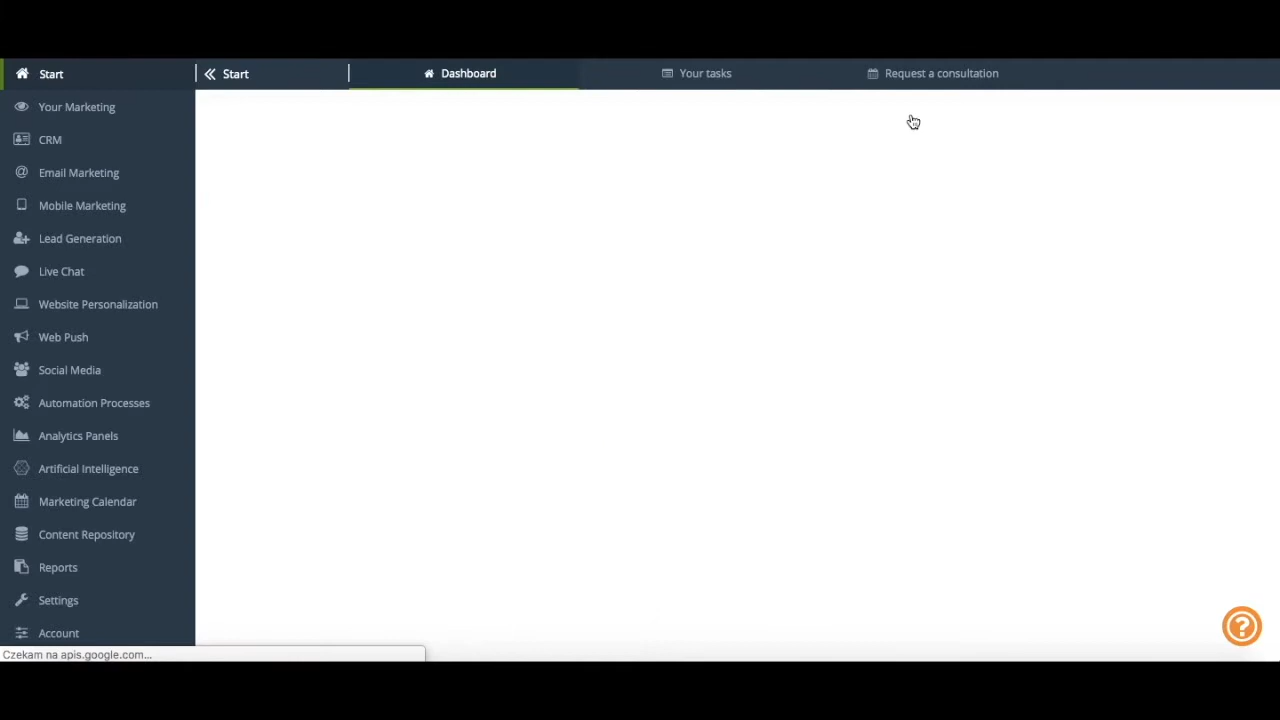 Start
Start
Dashboard
Your tasks
Request a consultation
Your Marketing
CRM
Email Marketing
Mobile Marketing
Lead Generation
Live Chat
Website Personalization
Web Push
Social Media
Automation Processes
Analytics Panels
Artificial Intelligence
Marketing Calendar
Content Repository
Reports
Settings
Account
Czekam na apis.google.com...